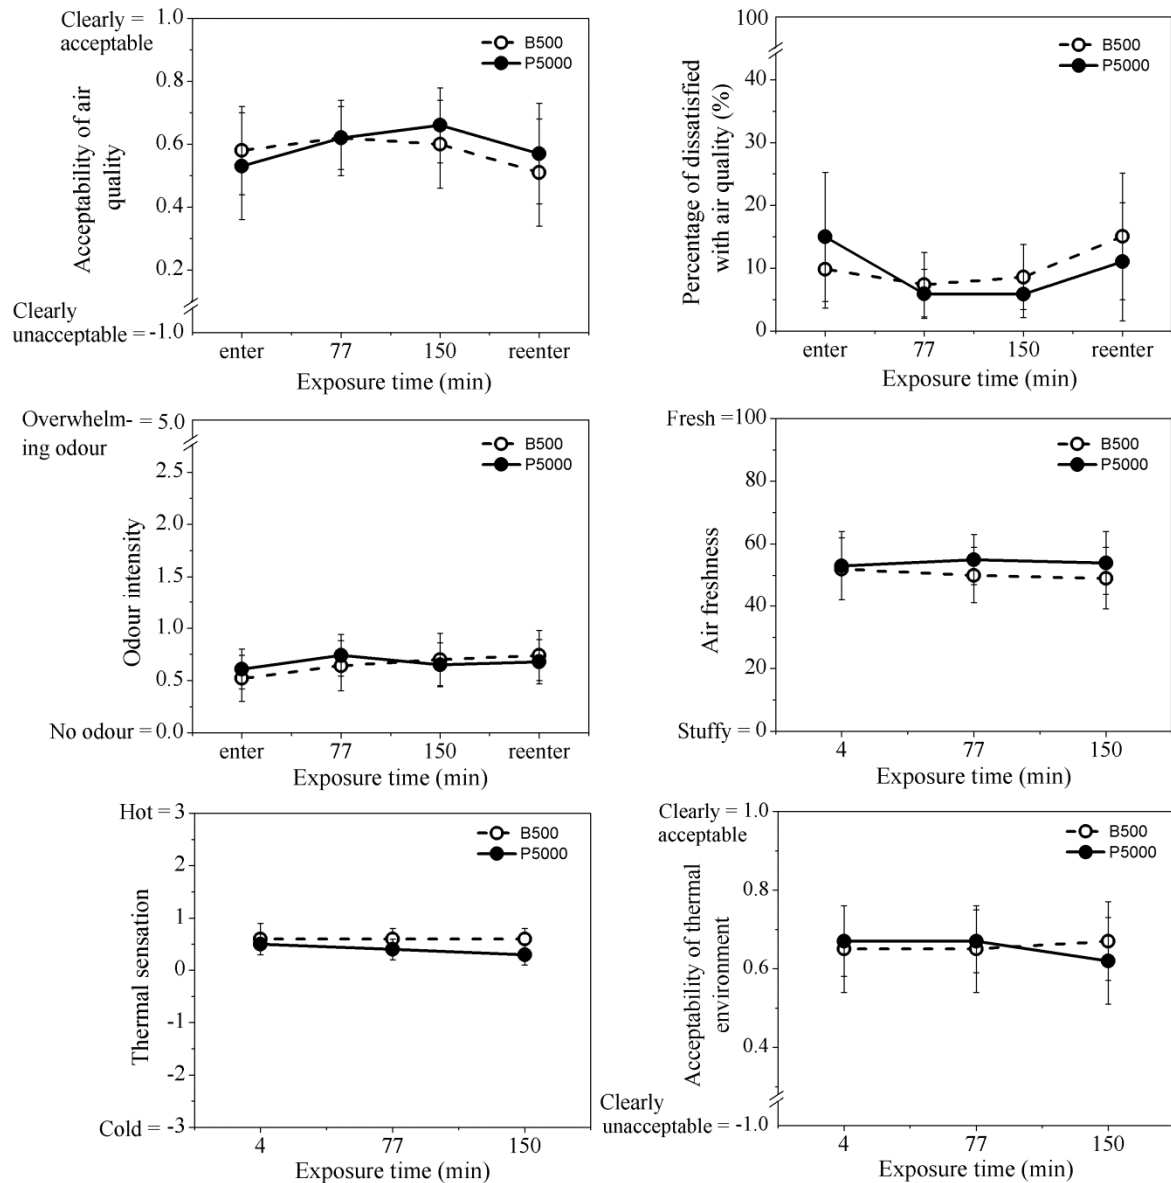 Clearly = 1.0
acceptable
0.8
0.6
0.4
0.2
Clearly
unacceptable = -1.0
Acceptability of air
quality
B500
P5000
enter 77 150 reenter
Exposure time (min)
100
40
30
20
10
0
Percentage of dissatisfied
with air quality (%)
B500
P5000
enter 77 150 reenter
Exposure time (min)
Overwhelm- = 5.0
ing odour
2.5
2.0
1.5
1.0
0.5
No odour = 0.0
Odour intensity
B500
P5000
enter 77 150 reenter
Exposure time (min)
Fresh = 100
80
60
40
20
Stuffy = 0
Air freshness
B500
P5000
4 77 150
Exposure time (min)
Hot = 3
2
1
0
-1
-2
Cold = -3
Thermal sensation
B500
P5000
4 77 150
Exposure time (min)
Clearly = 1.0
acceptable
0.8
0.6
0.4
Clearly
unacceptable = -1.0
Acceptability of thermal
environment
B500
P5000
4 77 150
Exposure time (min)